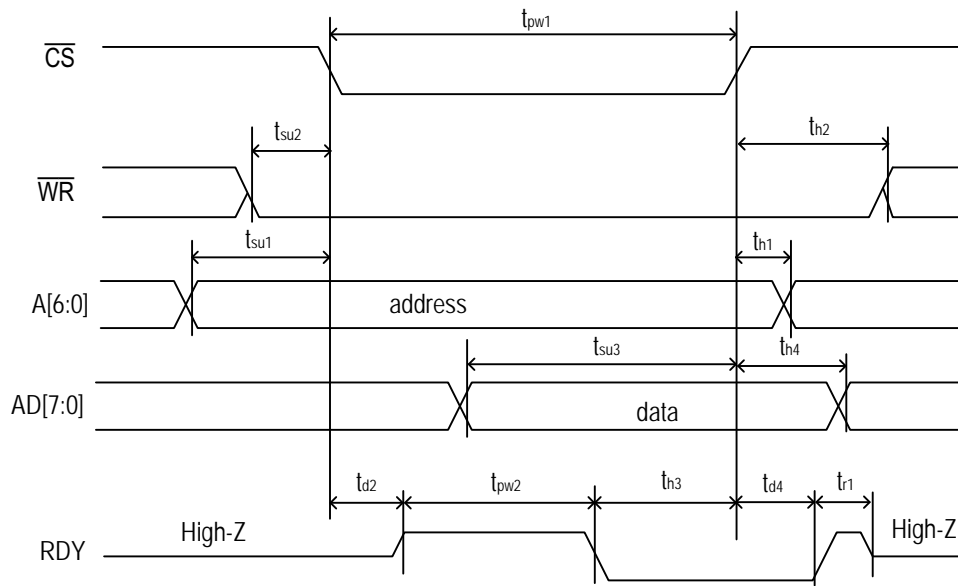 tpw1
CS
tsu2
th2
WR
tsu1
th1
A[6:0]
address
tsu3
th4
AD[7:0]
data
td2
tpw2
th3
td4
tr1
High-Z
High-Z
RDY